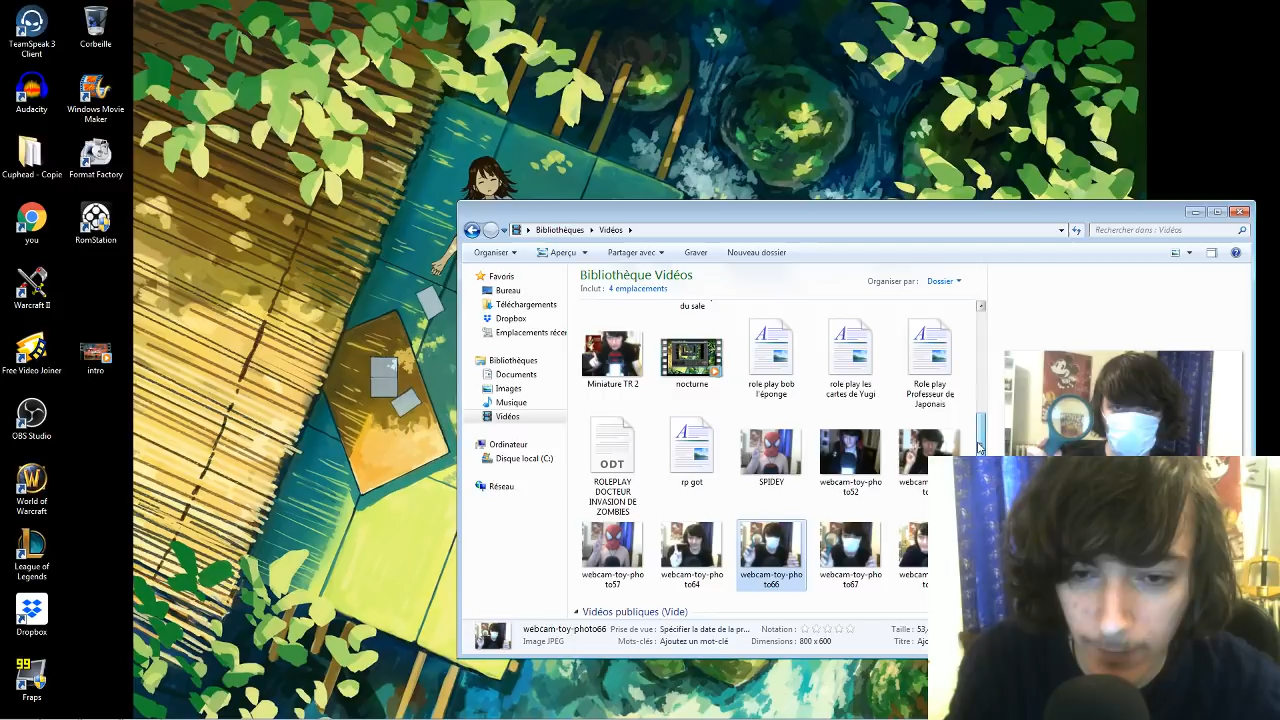 TeamSpeak 3
Client
Corbeille
Audacity
Windows Movie
Maker
Cuphead - Copie
Format Factory
you
RomStation
Warcraft II
Free Video Joiner
intro
OBS Studio
World of
Warcraft
League of
Legends
Dropbox
99
Fraps
Bibliothèques
Vidéos
Rechercher dans : Vidéos
Organiser
Aperçu
Partager avec
Graver
Nouveau dossier
Favoris
Bureau
Téléchargements
Dropbox
Emplacements récen
Bibliothèques
Documents
Images
Musique
Vidéos
Ordinateur
Disque local (C:)
Réseau
Bibliothèque Vidéos
Inclut : 4 emplacements
Organiser par :
Dossier
du sale
Miniature TR 2
nocturne
role play bob
l'éponge
role play les
cartes de Yugi
Role play
Professeur de
Japonais
ODT
ROLEPLAY
DOCTEUR
INVASION DE
ZOMBIES
rp got
SPIDEY
webcam-toy-pho
to52
webcam-toy-pho
to57
webcam-toy-pho
to64
webcam-toy-pho
to66
webcam-toy-pho
to67
Vidéos publiques (Vide)
webcam-toy-photo66
Image JPEG
Prise de vue : Spécifier la date de la pr...
Mots-clés : Ajoutez un mot-clé
Notation :
Dimensions : 800 x 600
Taille : 53,
Titre : Ajo